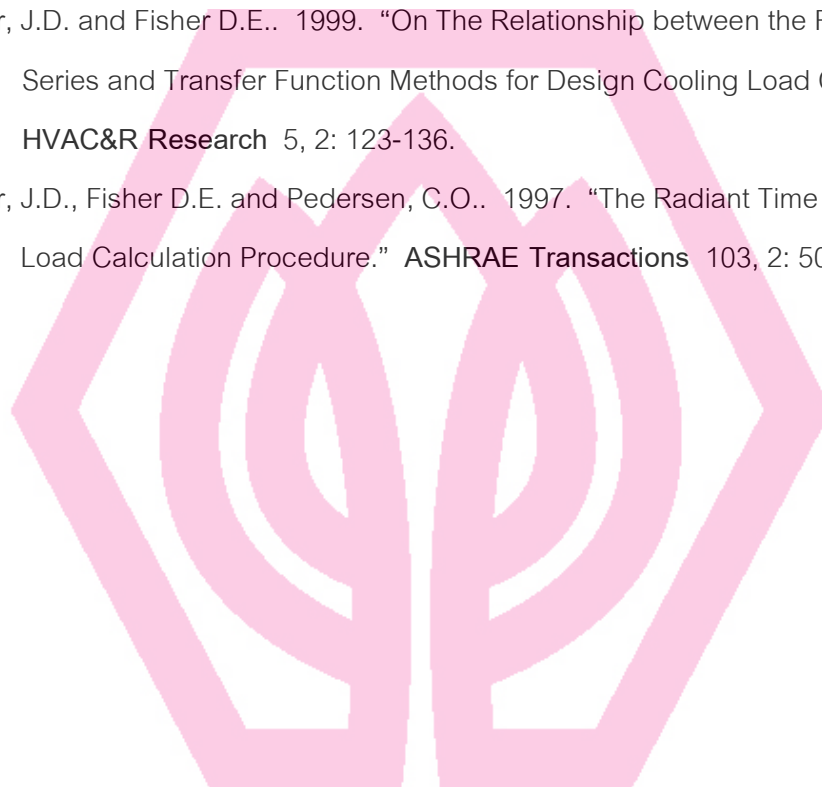 r, J.D. and Fisher D.E.. 1999. “On The Relationship between the
Series and Transfer Function Methods for Design Cooling Load
HVAC&R Research 5, 2: 123-136.
r, J.D., Fisher D.E. and Pedersen, C.O.. 1997. “The Radiant Time
Load Calculation Procedure.” ASHRAE Transactions 103, 2: 50